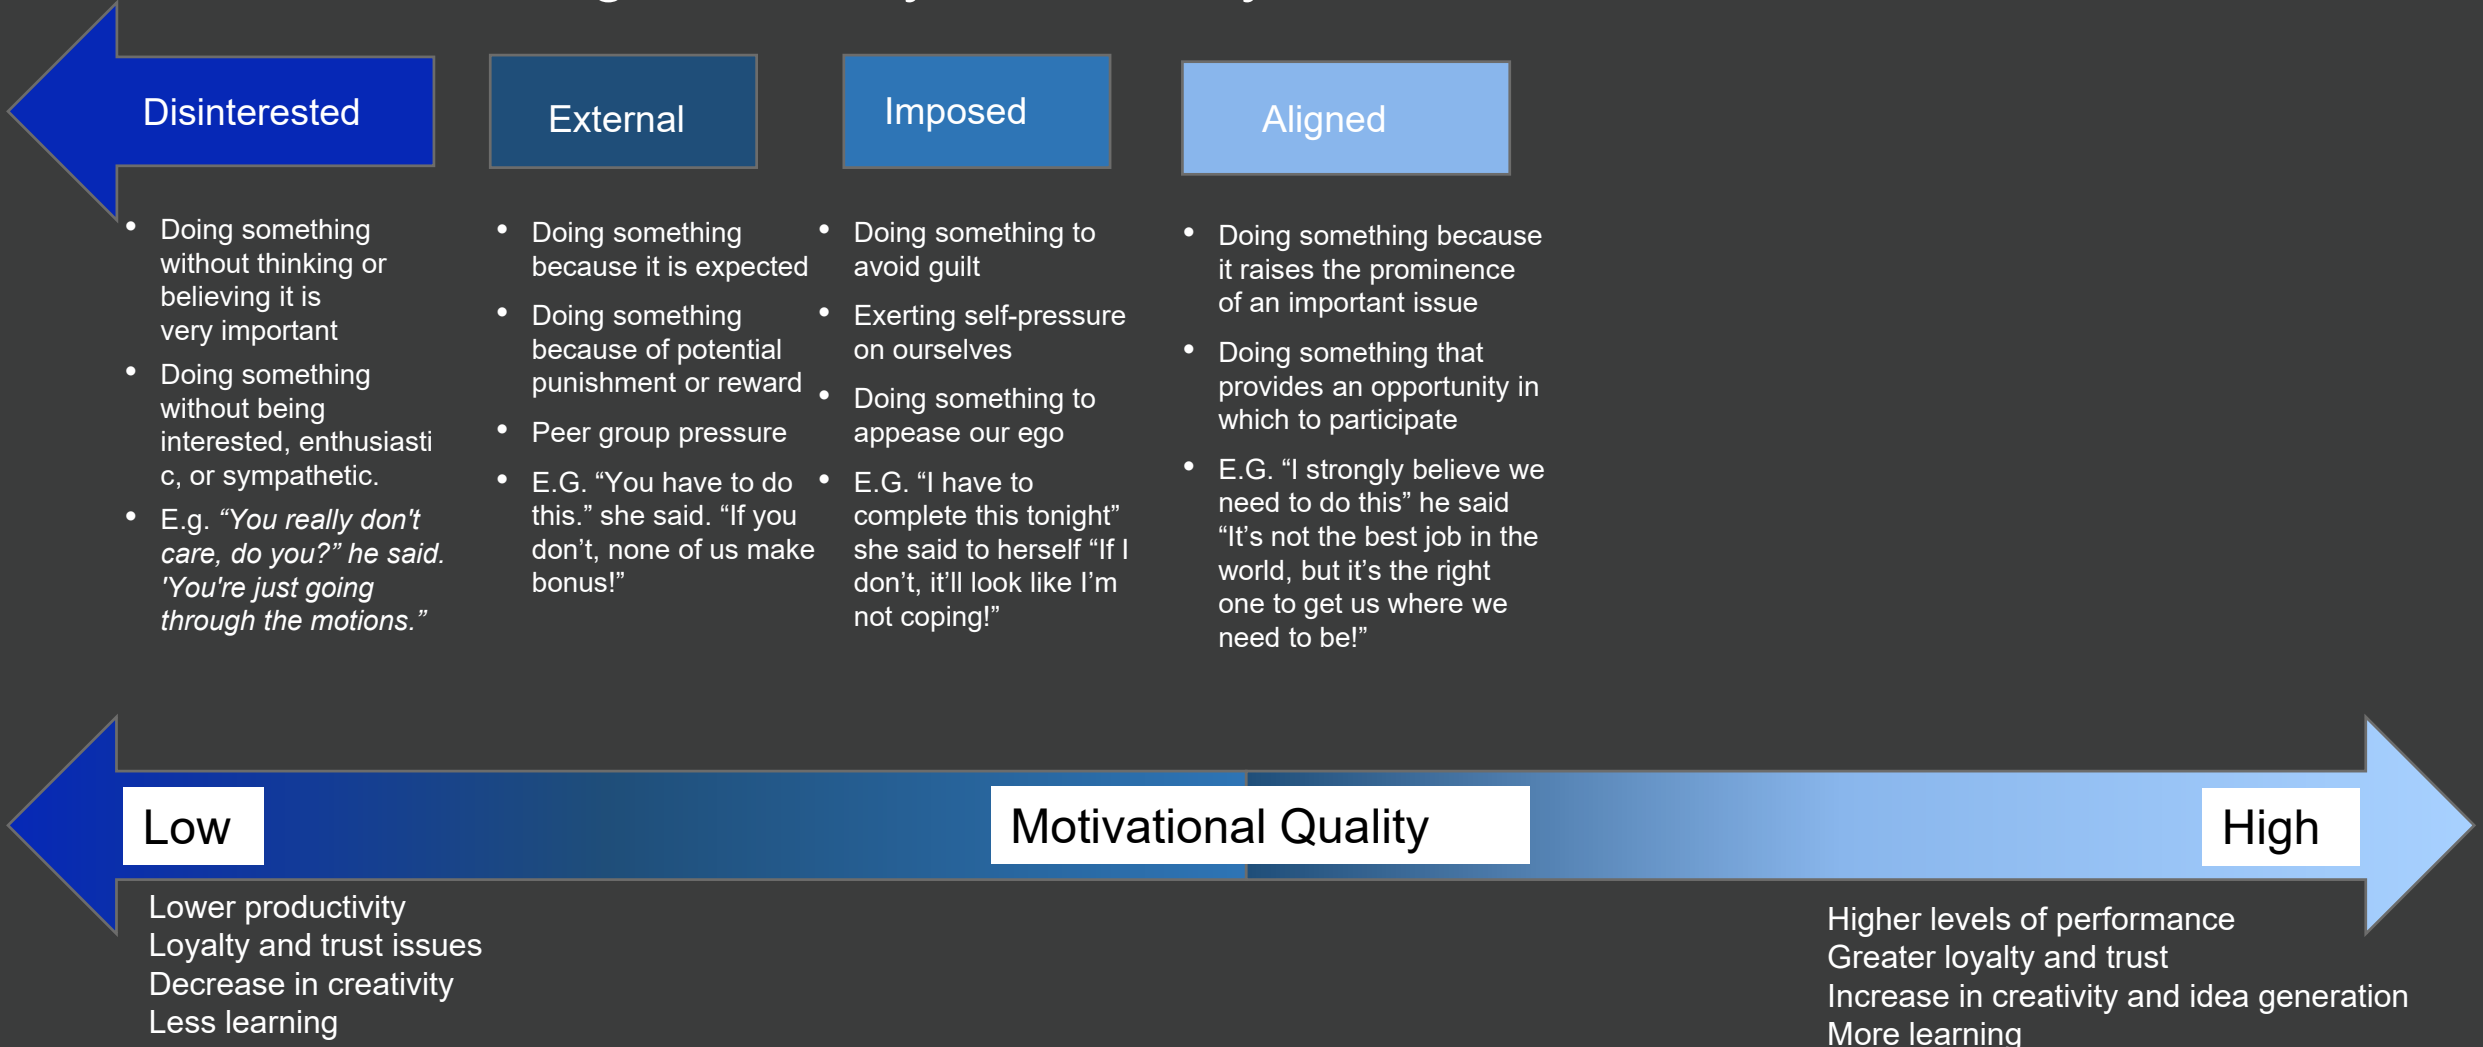 Disinterested
External
Imposed
Aligned
• Doing something
without thinking or
believing it is
very important
• Doing something
without being
interested, enthusiasti
c, or sympathetic.
• E.g. “You really don't
care, do you?” he said.
'You're just going
through the motions.”
• Doing something
because it is expected
• Doing something
because of potential
punishment or reward
• Peer group pressure
• E.G. “You have to do
this.” she said. “If you
don’t, none of us make
bonus!”
• Doing something to
avoid guilt
• Exerting self-pressure
on ourselves
• Doing something to
appease our ego
• E.G. “I have to
complete this tonight”
she said to herself “If I
don’t, it’ll look like I’m
not coping!”
• Doing something because
it raises the prominence
of an important issue
• Doing something that
provides an opportunity in
which to participate
• E.G. “I strongly believe we
need to do this” he said
“It’s not the best job in the
world, but it’s the right
one to get us where we
need to be!”
Low
Motivational Quality
High
Lower productivity
Loyalty and trust issues
Decrease in creativity
Less learning
Higher levels of performance
Greater loyalty and trust
Increase in creativity and idea generation
More learning